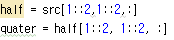 half = src[1::2,1::2,:]
quater = half[1::2, 1::2, :]